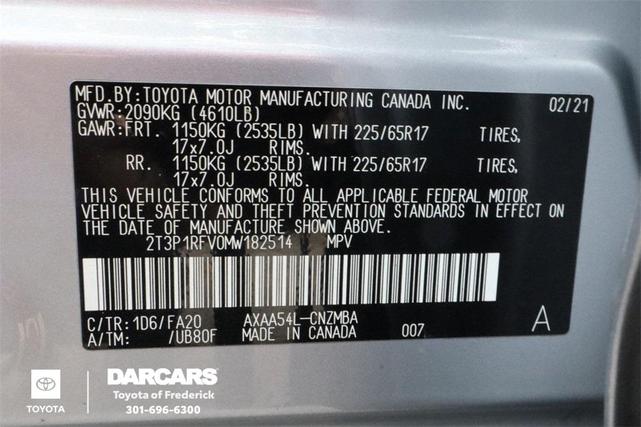 MFD. BY: TOYOTA MOTOR MANUFACTURING CANADA INC. 02/21
GVWR: 2090KG (4610LB)
GAWR: FRT. 1150KG (2535LB) WITH 225/65R17 TIRES,
17x7.0J RIMS.
RR. 1150KG (2535LB) WITH 225/65R17 TIRES,
17x7.0J RIMS.
THIS VEHICLE CONFORMS TO ALL APPLICABLE FEDERAL MOTOR
VEHICLE SAFETY AND THEFT PREVENTION STANDARDS IN EFFECT ON
THE DATE OF MANUFACTURE SHOWN ABOVE.
2T3P1RFV0MW182514 MPV
C/TR: 1D6/FA20 AXAA54L-CNZMBA
A/TM: /UB80F MADE IN CANADA 007
A
TOYOTA
DARCARS
Toyota of Frederick
301-696-6300